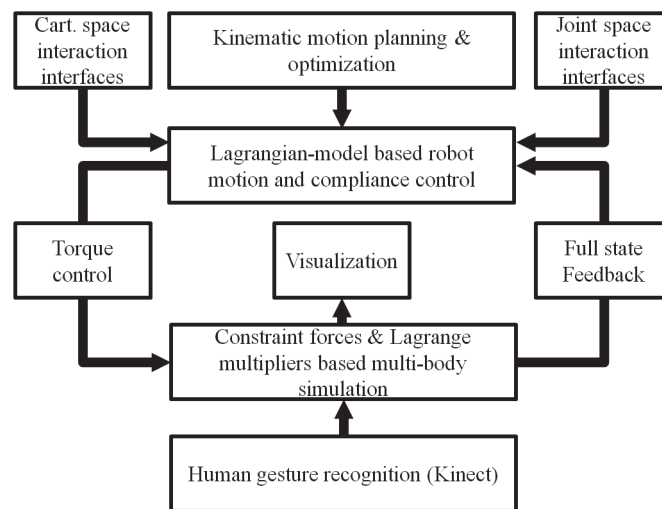 Cart. space
interaction
interfaces
Kinematic motion planning &
optimization
Joint space
interaction
interfaces
Lagrangian-model based robot
motion and compliance control
Torque
control
Visualization
Full state
Feedback
Constraint forces & Lagrange
multipliers based multi-body
simulation
Human gesture recognition (Kinect)